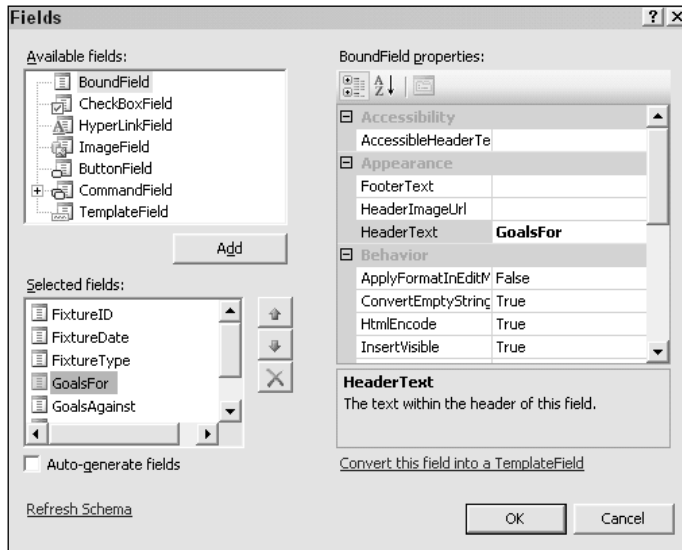 Fields
Available fields:
BoundField
CheckBoxField
HyperLinkField
ImageField
ButtonField
CommandField
TemplateField
Add
Selected fields:
FixtureID
FixtureDate
FixtureType
GoalsFor
GoalsAgainst
Auto-generate fields
Refresh Schema
BoundField properties:
Accessibility
AccessibleHeaderTe
Appearance
FooterText
HeaderImageUrl
HeaderText GoalsFor
Behavior
ApplyFormatInEditM False
ConvertEmptyString True
HtmlEncode True
InsertVisible True
HeaderText
The text within the header of this field.
Convert this field into a TemplateField
OK
Cancel